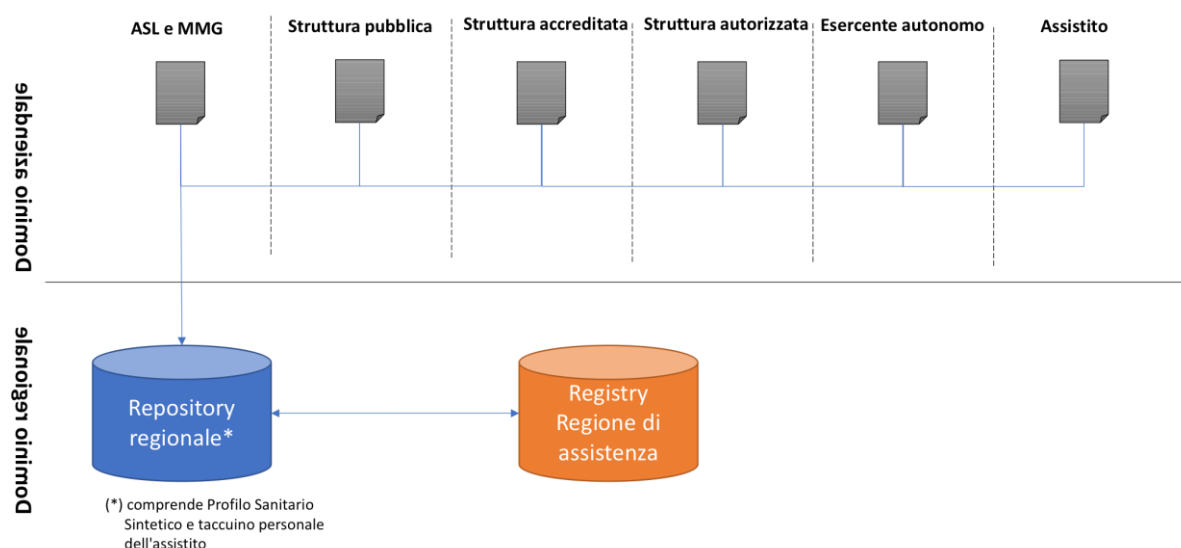 ASL e MMG
Struttura pubblica
Struttura accreditata
Struttura autorizzata
Esercente autonomo
Assistito
Dominio aziendale
Dominio regionale
Repository
regionale*
Registry
Regione di
assistenza
(*) comprende Profilo Sanitario
Sintetico e taccuino personale
dell'assistito